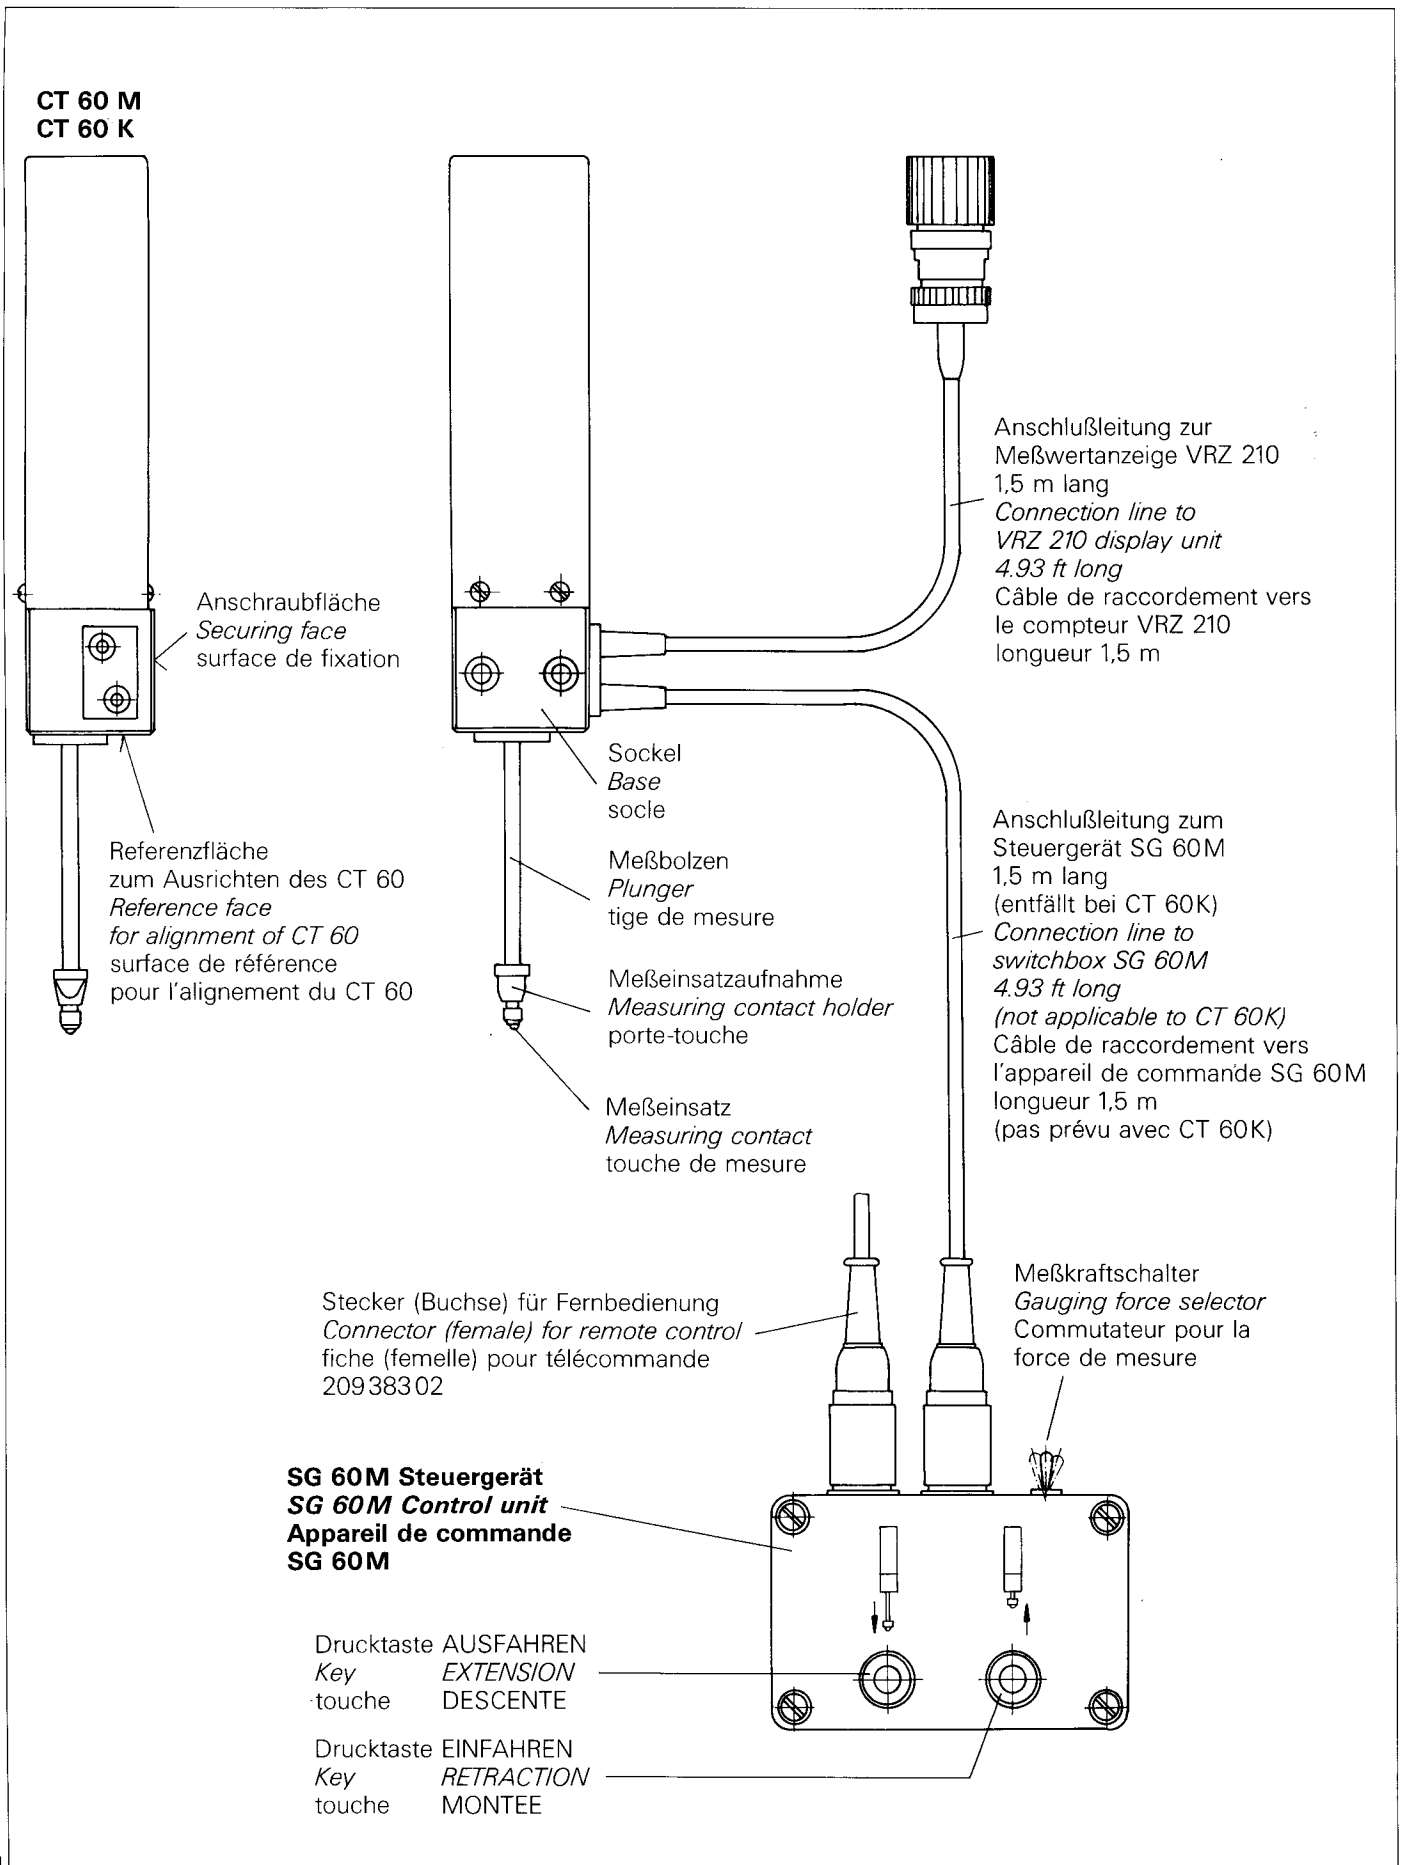 CT 60 M
CT 60 K
Anschraubfläche
Securing face
surface de fixation
Referenzfläche
zum Ausrichten des CT 60
Reference face
for alignment of CT 60
surface de référence
pour l'alignement du CT 60
Anschlußleitung zur
Meßwertanzeige VRZ 210
1,5 m lang
Connection line to
VRZ 210 display unit
4.93 ft long
Câble de raccordement vers
le compteur VRZ 210
longueur 1,5 m
Sockel
Base
socle
Meßbolzen
Plunger
tige de mesure
Meßeinsatzaufnahme
Measuring contact holder
porte-touche
Meßeinsatz
Measuring contact
touche de mesure
Anschlußleitung zum
Steuergerät SG 60M
1,5 m lang
(entfällt bei CT 60K)
Connection line to
switchbox SG 60M
4.93 ft long
(not applicable to CT 60K)
Câble de raccordement vers
l'appareil de commande SG 60M
longueur 1,5 m
(pas prévu avec CT 60K)
Stecker (Buchse) für Fernbedienung
Connector (female) for remote control
fiche (femelle) pour télécommande
209 383 02
Meßkraftschalter
Gauging force selector
Commutateur pour la
force de mesure
SG 60M Steuergerät
SG 60M Control unit
Appareil de commande
SG 60M
Drucktaste AUSFAHREN
Key EXTENSION
touche DESCENTE
Drucktaste EINFAHREN
Key RETRACTION
touche MONTEE